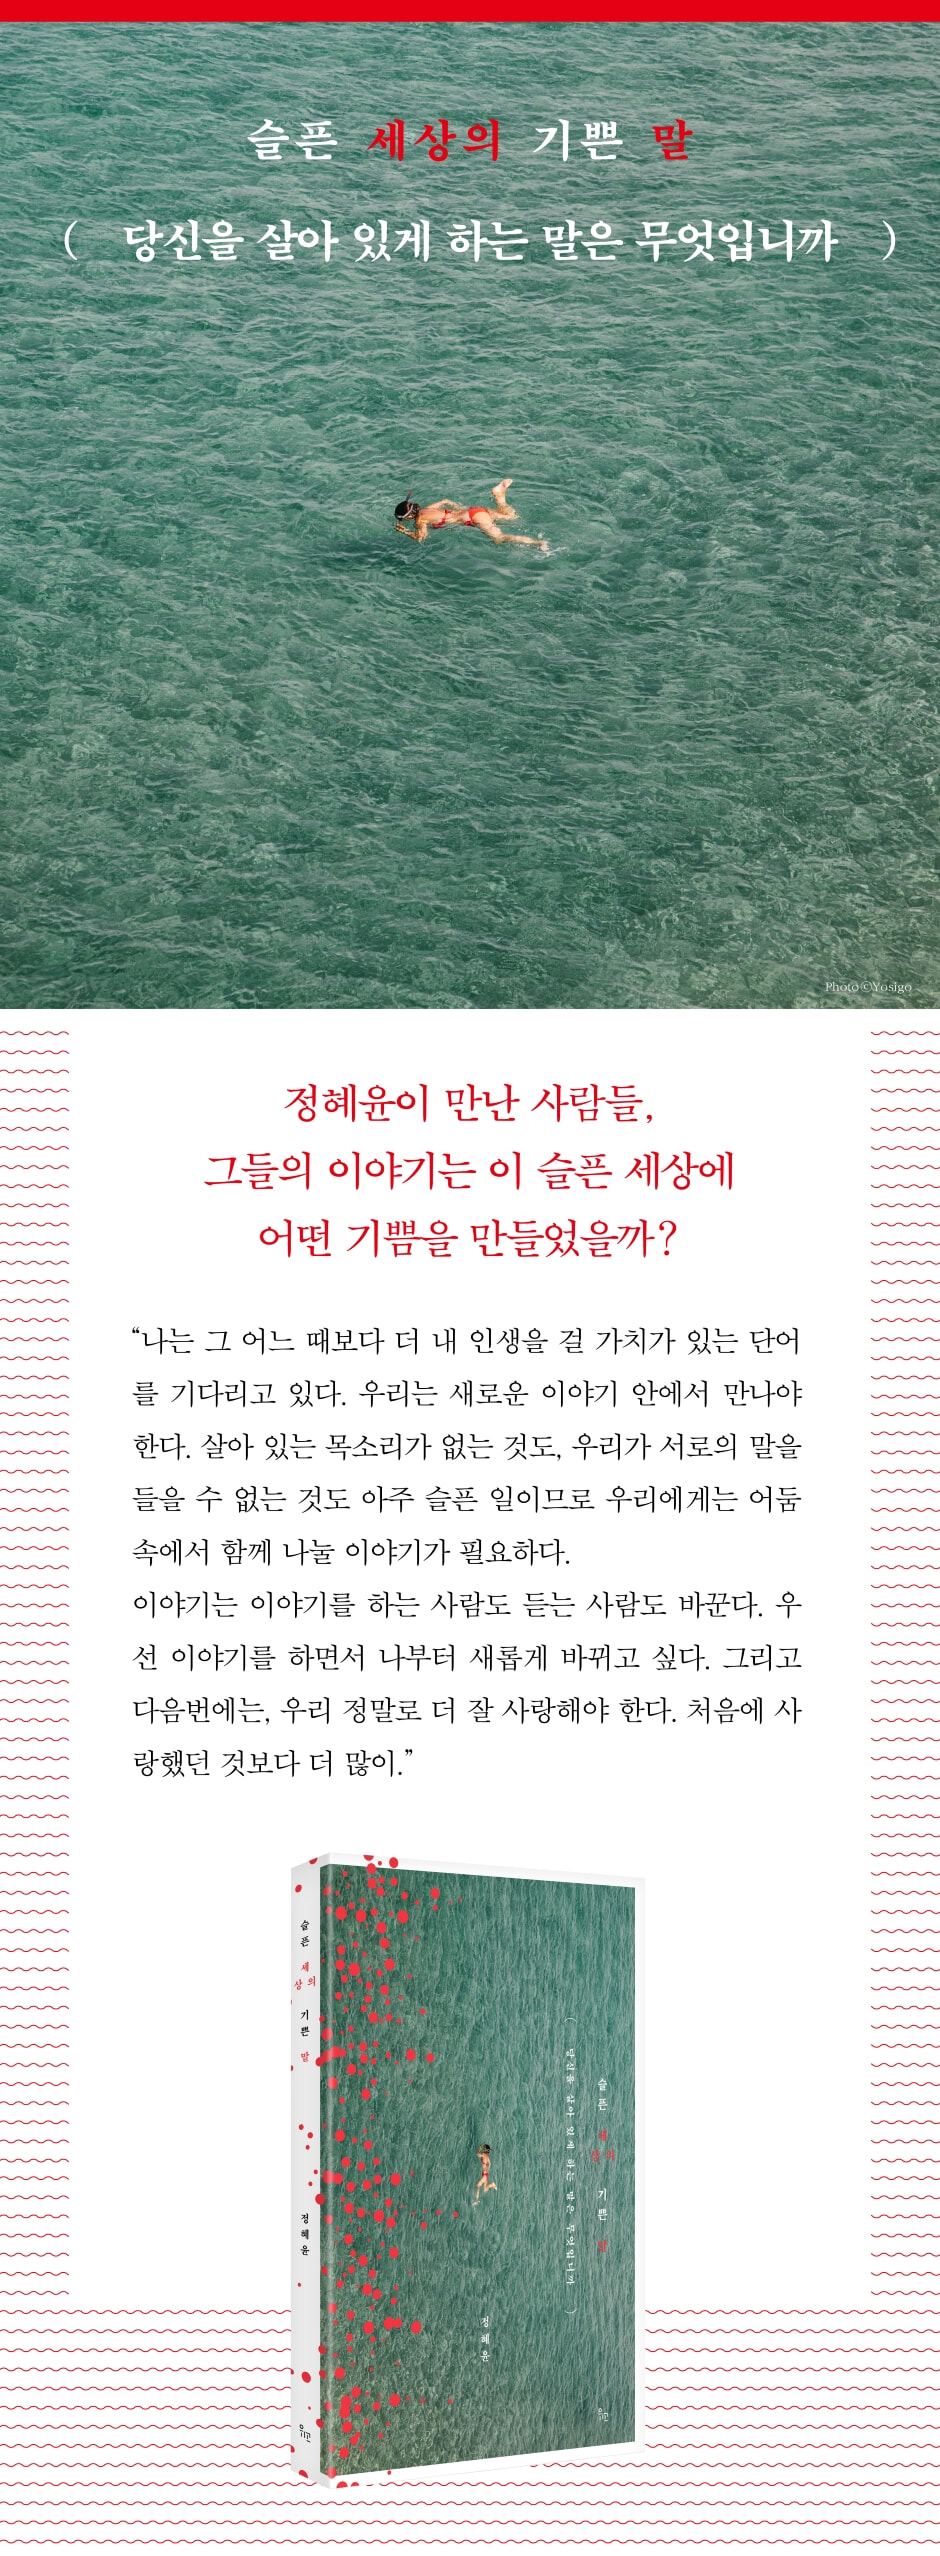 슬픈 세상의 기쁜 말
( 당신을 살아 있게 하는 말은 무엇입니까 )
Photo ⓒYosigo
정혜윤이 만난 사람들,
그들의 이야기는 이 슬픈 세상에
어떤 기쁨을 만들었을까?
“나는 그 어느 때보다 더 내 인생을 걸 가치가 있는 단어
를 기다리고 있다. 우리는 새로운 이야기 안에서 만나야
한다. 살아 있는 목소리가 없는 것도, 우리가 서로의 말을
들을 수 없는 것도 아주 슬픈 일이므로 우리에게는 어둠
속에서 함께 나눌 이야기가 필요하다.
이야기는 이야기를 하는 사람도 듣는 사람도 바꾼다. 우
선 이야기를 하면서 나부터 새롭게 바뀌고 싶다. 그리고
다음번에는, 우리 정말로 더 잘 사랑해야 한다. 처음에 사
랑했던 것보다 더 많이.”
슬픈 세상의 기쁜 말
정혜윤
위고
슬픈 세상의 기쁜 말
( 당신을 살아 있게 하는 말은 무엇입니까 )
정혜윤
위고